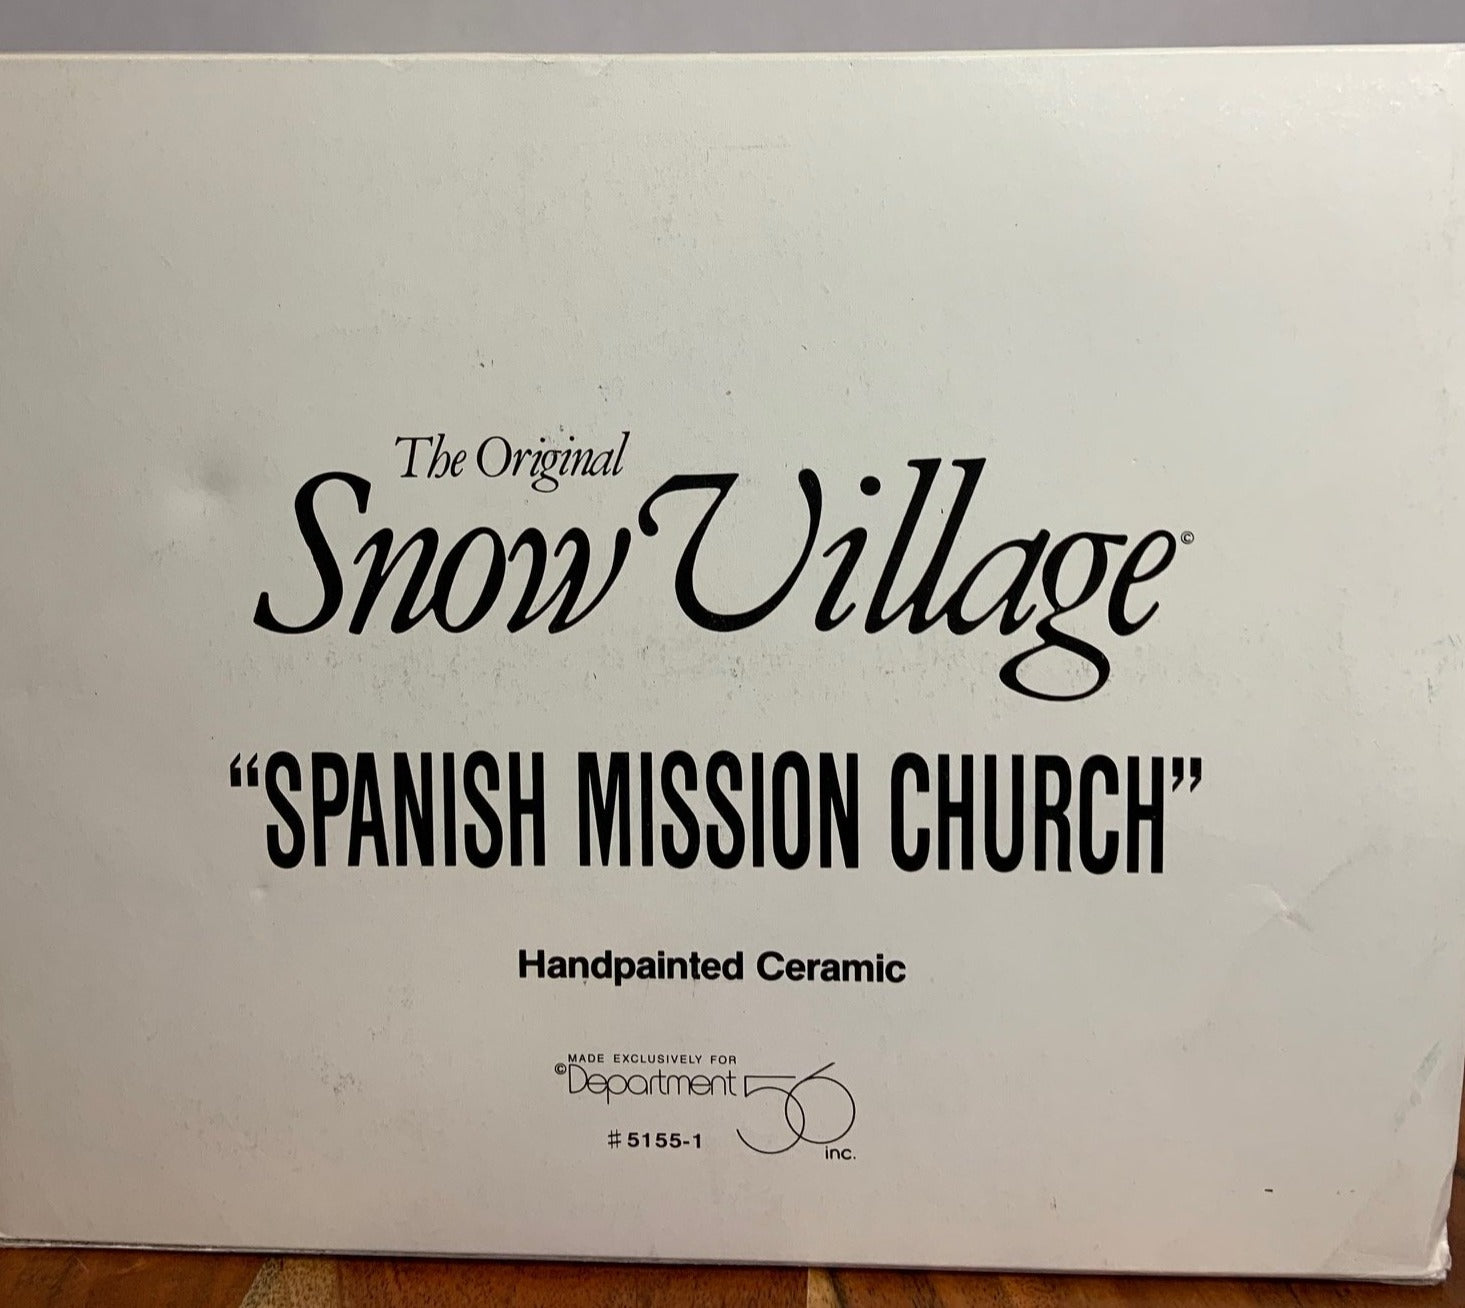 The Original
Snow Village©
“SPANISH MISSION CHURCH”
Handpainted Ceramic
MADE EXCLUSIVELY FOR
©Department 56
#5155-1
inc.